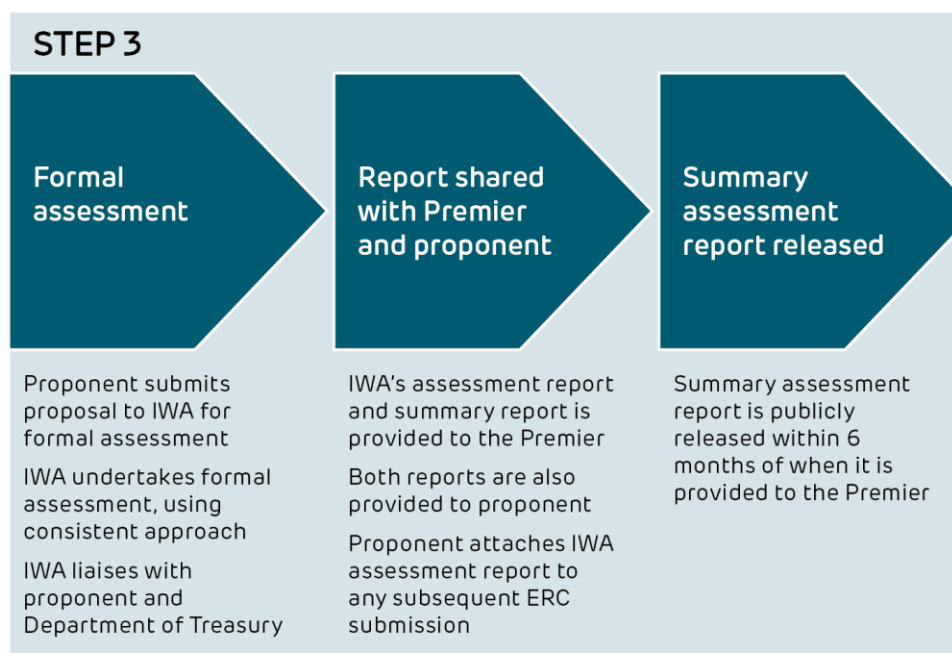 STEP 3
Formal
assessment
Proponent submits
proposal to IWA for
formal assessment
IWA undertakes formal
assessment, using
consistent approach
IWA liaises with
proponent and
Department of Treasury
Report shared
with Premier
and proponent
IWA's assessment report
and summary report is
provided to the Premier
Both reports are also
provided to proponent
Proponent attaches IWA
assessment report to
any subsequent ERC
submission
Summary
assessment
report released
Summary assessment
report is publicly
released within 6
months of when it is
provided to the Premier